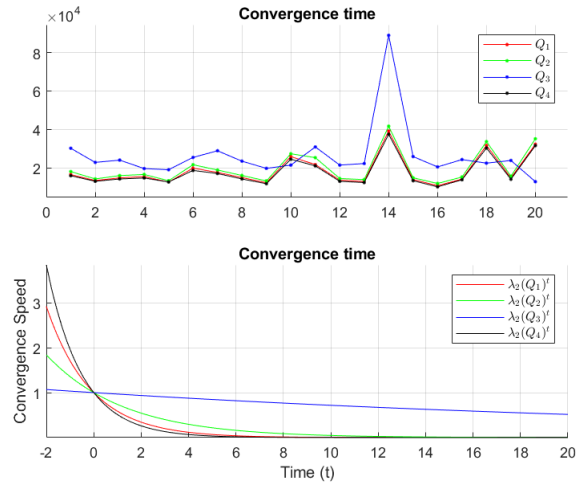 Convergence time
×10⁴
8
6
4
2
0 2 4 6 8 10 12 14 16 18 20
Q₁
Q₂
Q₃
Q₄
Convergence time
Convergence Speed
3
2
1
-2 0 2 4 6 8 10 12 14 16 18 20
Time (t)
λ₂(Q₁)ᵗ
λ₂(Q₂)ᵗ
λ₂(Q₃)ᵗ
λ₂(Q₄)ᵗ